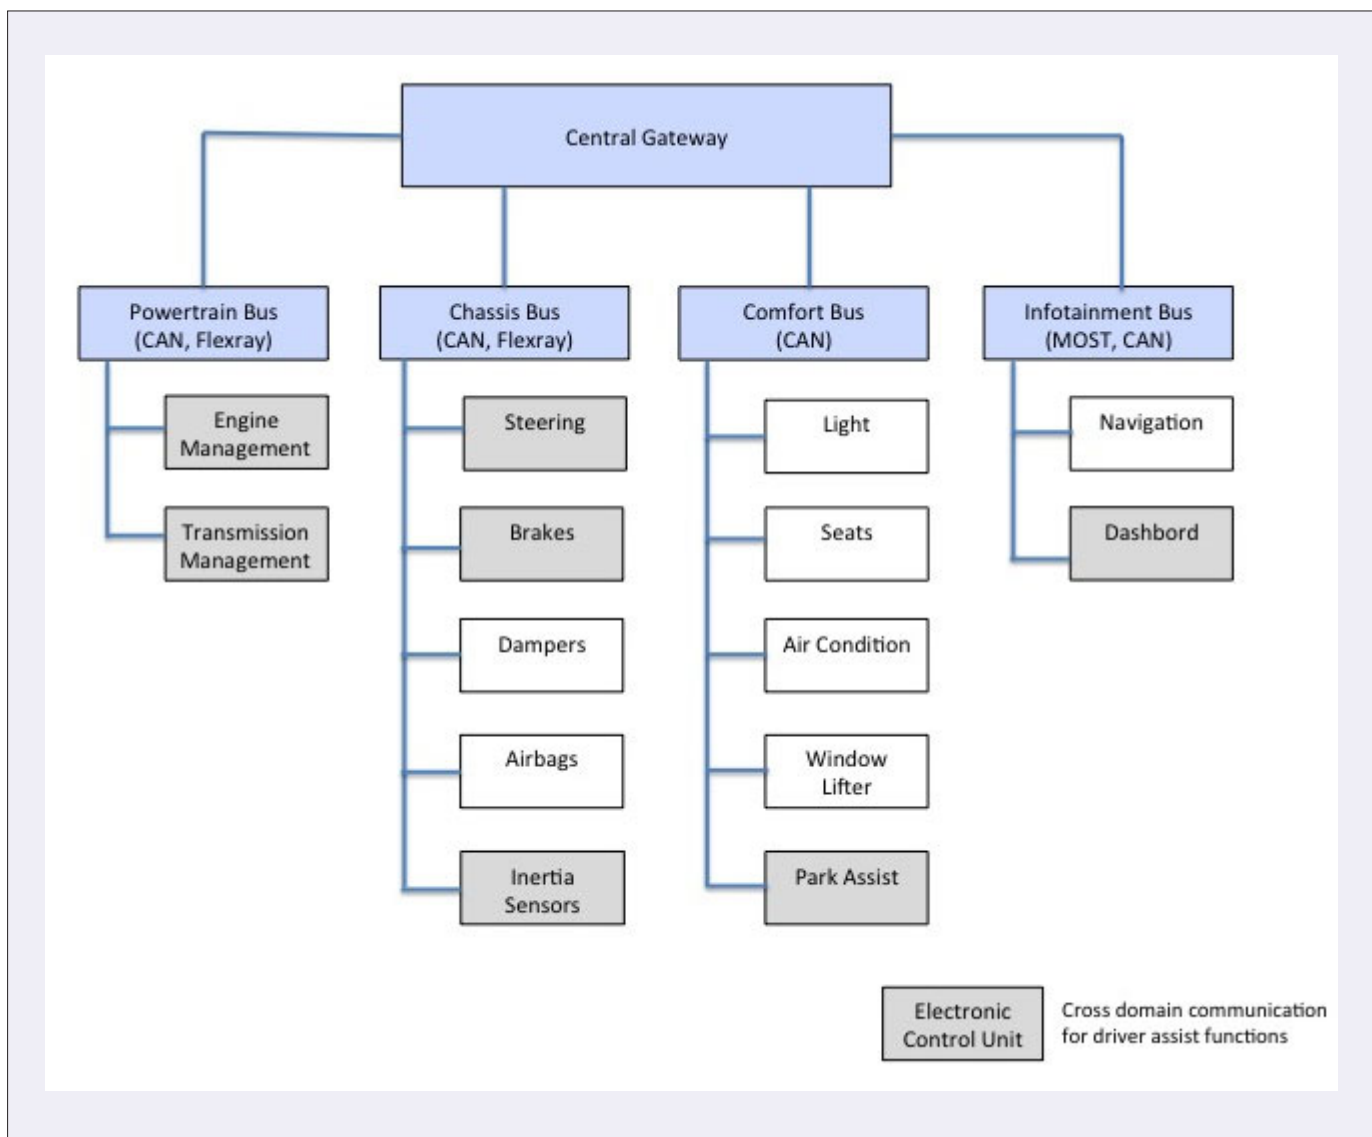 Central Gateway
Powertrain Bus
(CAN, Flexray)
Engine
Management
Transmission
Management
Chassis Bus
(CAN, Flexray)
Steering
Brakes
Dampers
Airbags
Inertia
Sensors
Comfort Bus
(CAN)
Light
Seats
Air Condition
Window
Lifter
Park Assist
Infotainment Bus
(MOST, CAN)
Navigation
Dashbord
Electronic
Control Unit
Cross domain communication
for driver assist functions